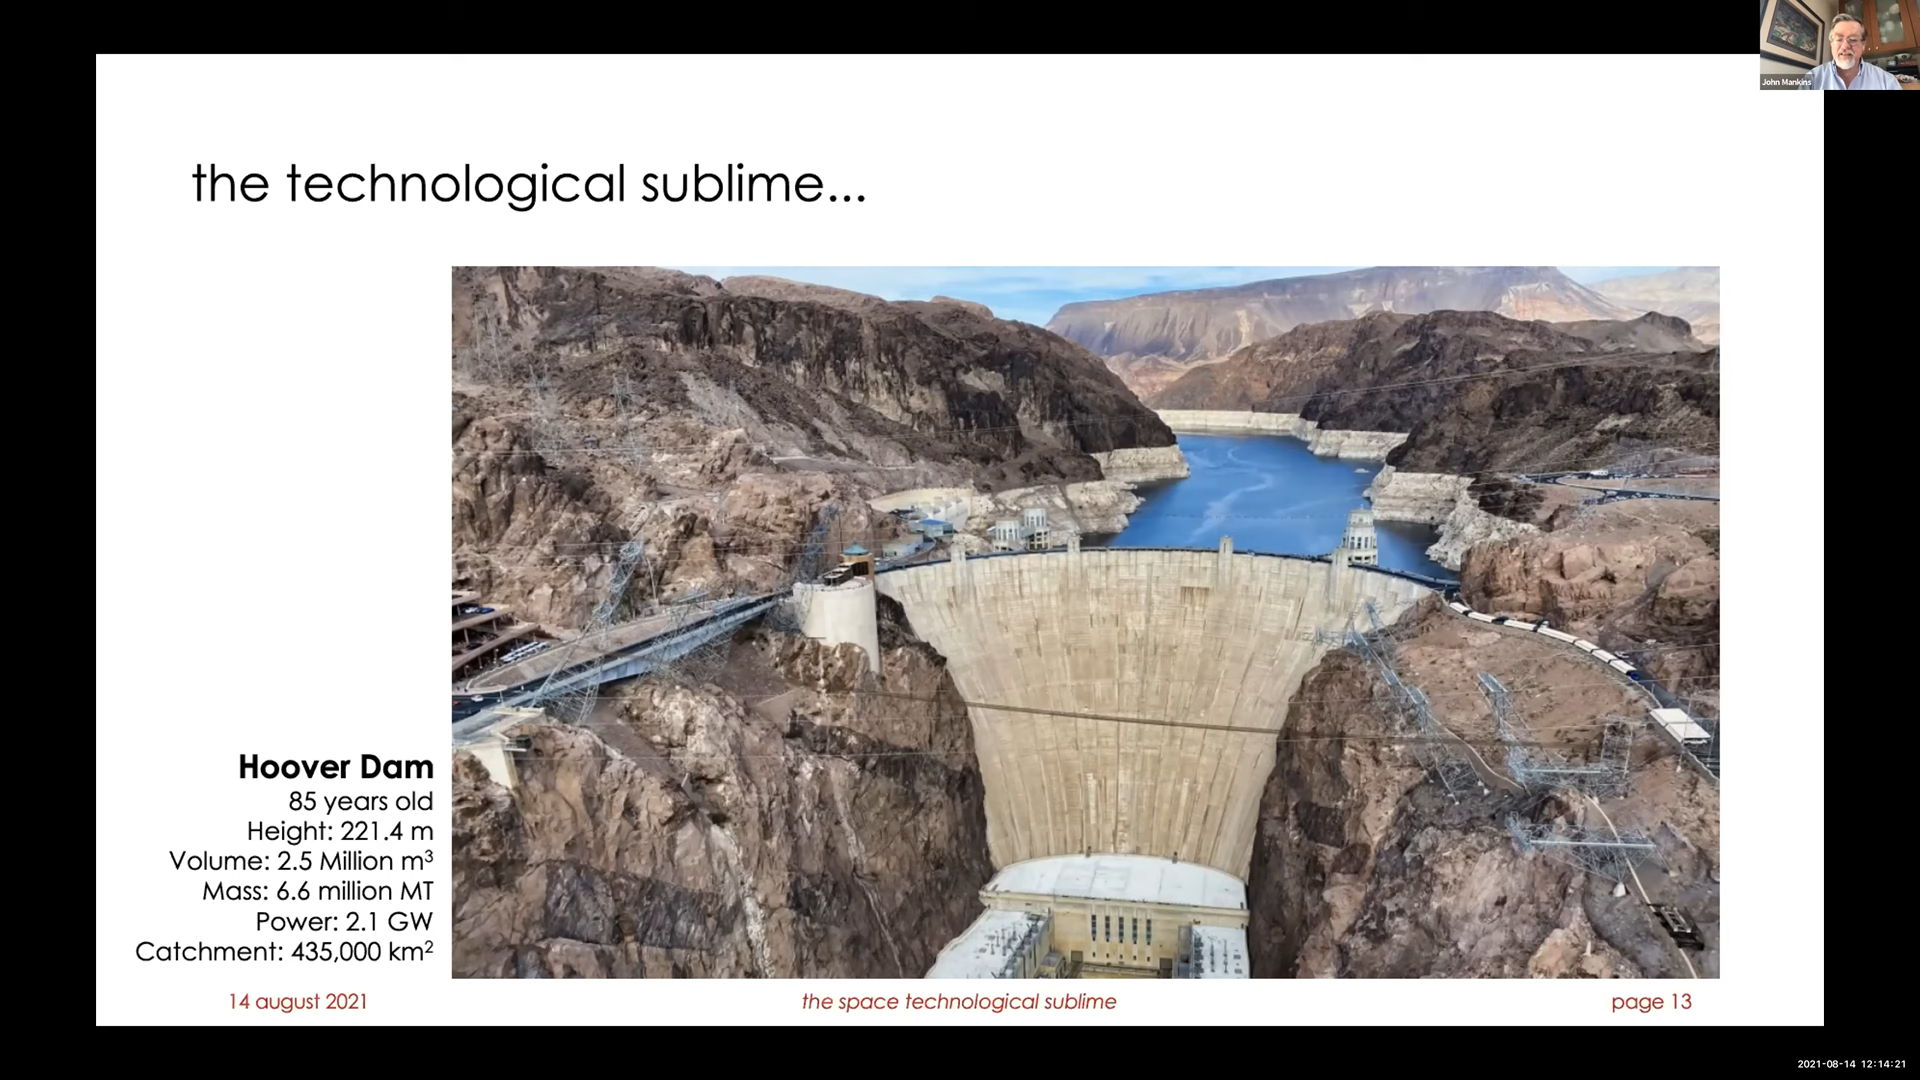 John Mankins
the technological sublime...
Hoover Dam
85 years old
Height: 221.4 m
Volume: 2.5 Million m³
Mass: 6.6 million MT
Power: 2.1 GW
Catchment: 435,000 km²
14 august 2021
the space technological sublime
page 13
2021-08-14 12:14:21